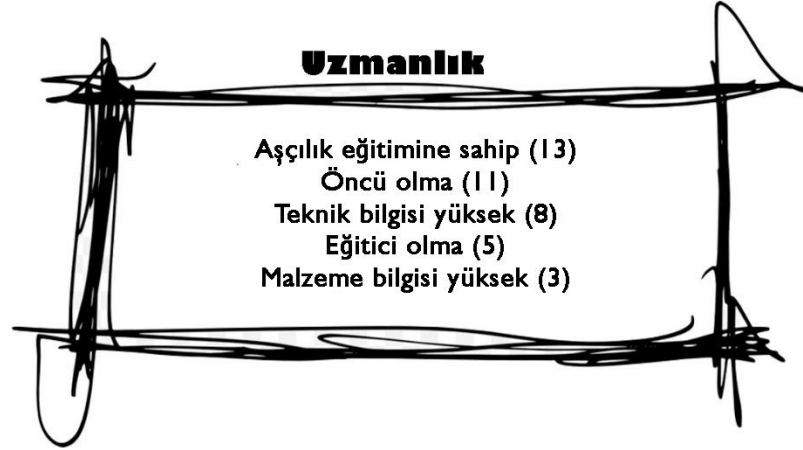 Uzmanlık
Aşçılık eğitimine sahip (13)
Öncü olma (11)
Teknik bilgisi yüksek (8)
Eğitici olma (5)
Malzeme bilgisi yüksek (3)